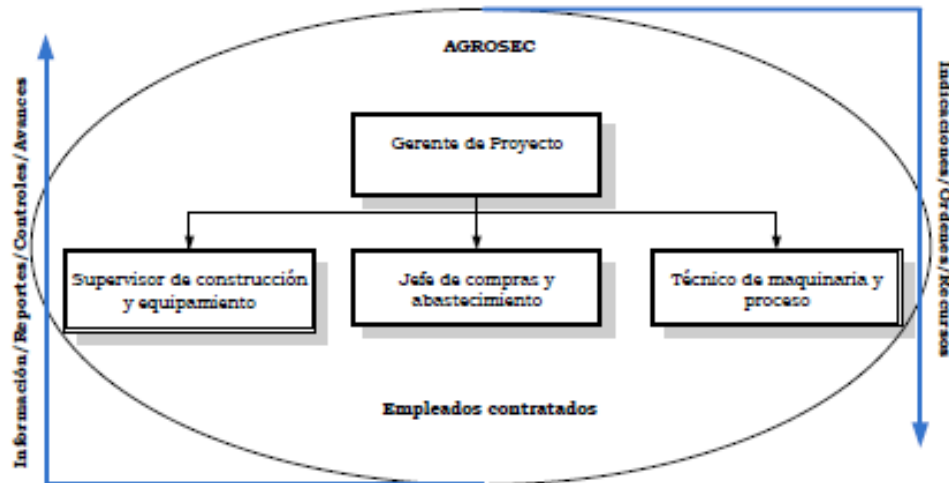 AGROSEC
Información/Reportes/Controles/Avances
Indicaciones/Órdenes/Recursos
Gerente de Proyecto
Supervisor de construcción
y equipamiento
Jefe de compras y
abastecimiento
Técnico de maquinaria y
proceso
Empleados contratados